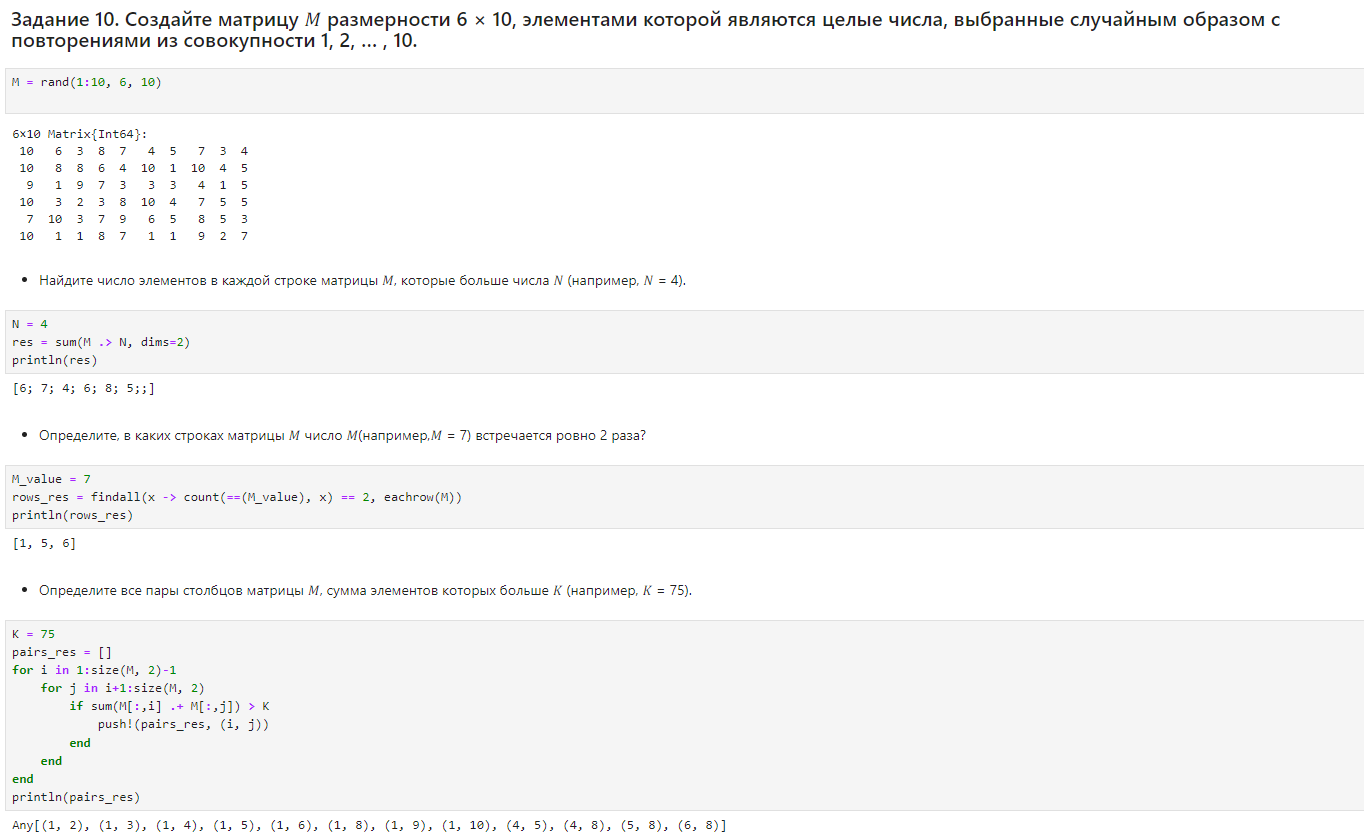 Задание 10. Создайте матрицу M размерности 6 × 10, элементами которой являются целые числа, выбранные случайным образом с
повторениями из совокупности 1, 2, … , 10.
M = rand(1:10, 6, 10)
6×10 Matrix{Int64}:
 10   6  3  8  7   4  5   7  3  4
 10   8  8  6  4  10  1  10  4  5
  9   1  9  7  3   3  3   4  1  5
 10   3  2  3  8  10  4   7  5  5
  7  10  3  7  9   6  5   8  5  3
 10   1  1  8  7   1  1   9  2  7
• Найдите число элементов в каждой строке матрицы M, которые больше числа N (например, N = 4).
N = 4
res = sum(M .> N, dims=2)
println(res)
[6; 7; 4; 6; 8; 5;;]
• Определите, в каких строках матрицы M число M(например,M = 7) встречается ровно 2 раза?
M_value = 7
rows_res = findall(x -> count(==(M_value), x) == 2, eachrow(M))
println(rows_res)
[1, 5, 6]
• Определите все пары столбцов матрицы M, сумма элементов которых больше K (например, K = 75).
K = 75
pairs_res = []
for i in 1:size(M, 2)-1
    for j in i+1:size(M, 2)
        if sum(M[:,i] .+ M[:,j]) > K
            push!(pairs_res, (i, j))
        end
    end
end
println(pairs_res)
Any[(1, 2), (1, 3), (1, 4), (1, 5), (1, 6), (1, 8), (1, 9), (1, 10), (4, 5), (4, 8), (5, 8), (6, 8)]